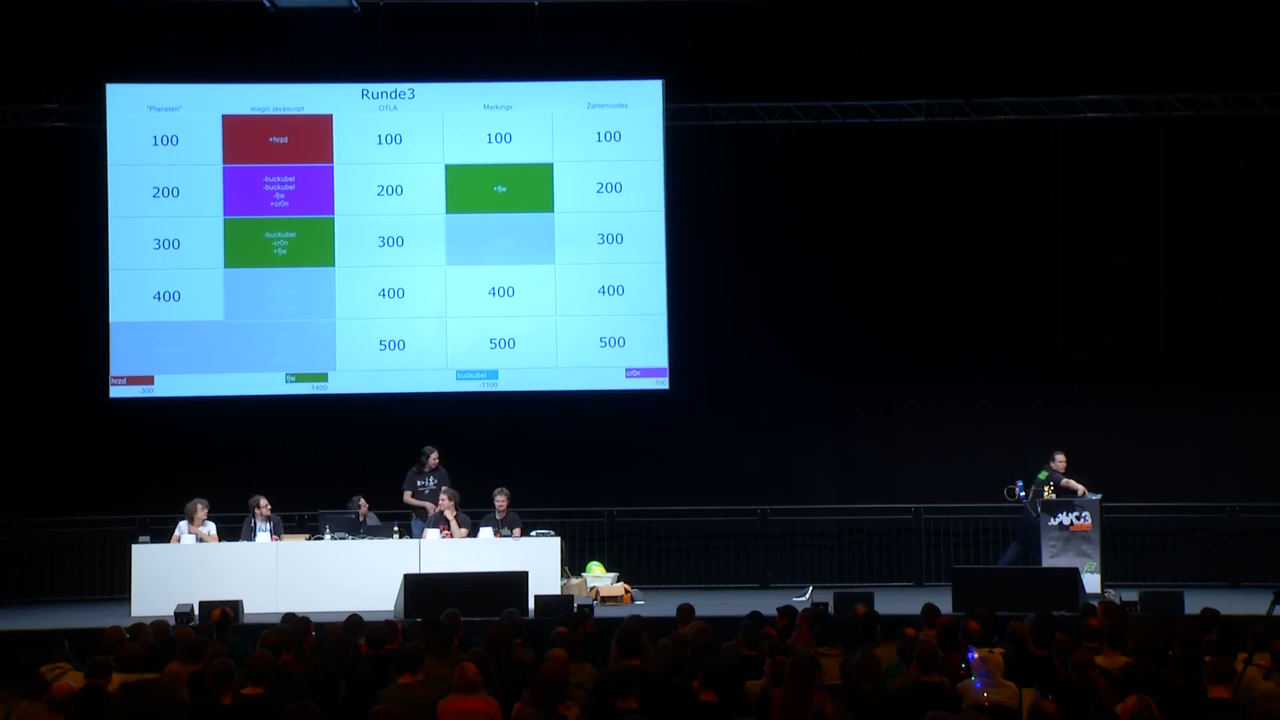 Runde3
"Planeten" magic javascript OTLA Markings Zahlencodes
100 +hrzd 100 100 100
200 -buckubel 200 +fjw 200
-buckubel
-fjw
+cr0n
300 -buckubel 300 300
-cr0n
+fjw
400 400 400 400
500 500 500
hrzd fjw buckubel cr0n
-300 -1400 -1100 -100